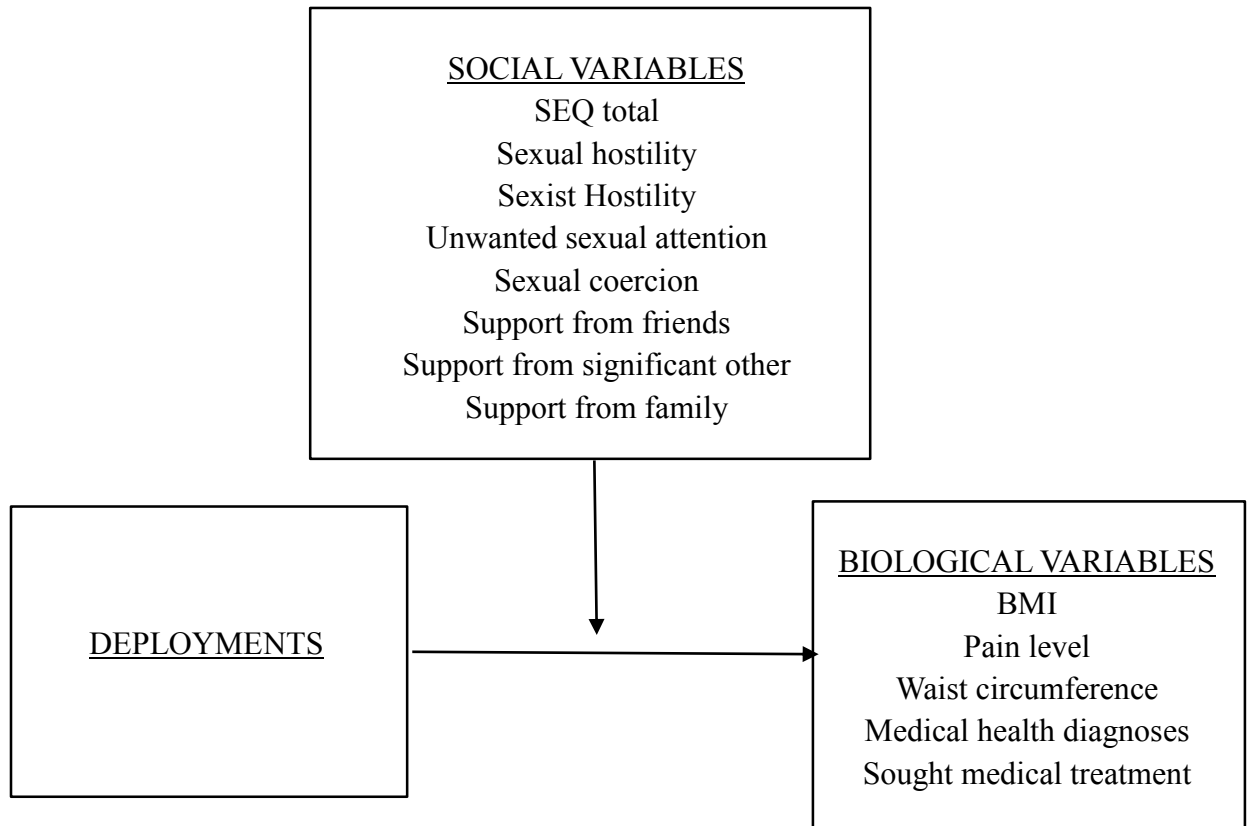 SOCIAL VARIABLES
SEQ total
Sexual hostility
Sexist Hostility
Unwanted sexual attention
Sexual coercion
Support from friends
Support from significant other
Support from family
DEPLOYMENTS
BIOLOGICAL VARIABLES
BMI
Pain level
Waist circumference
Medical health diagnoses
Sought medical treatment